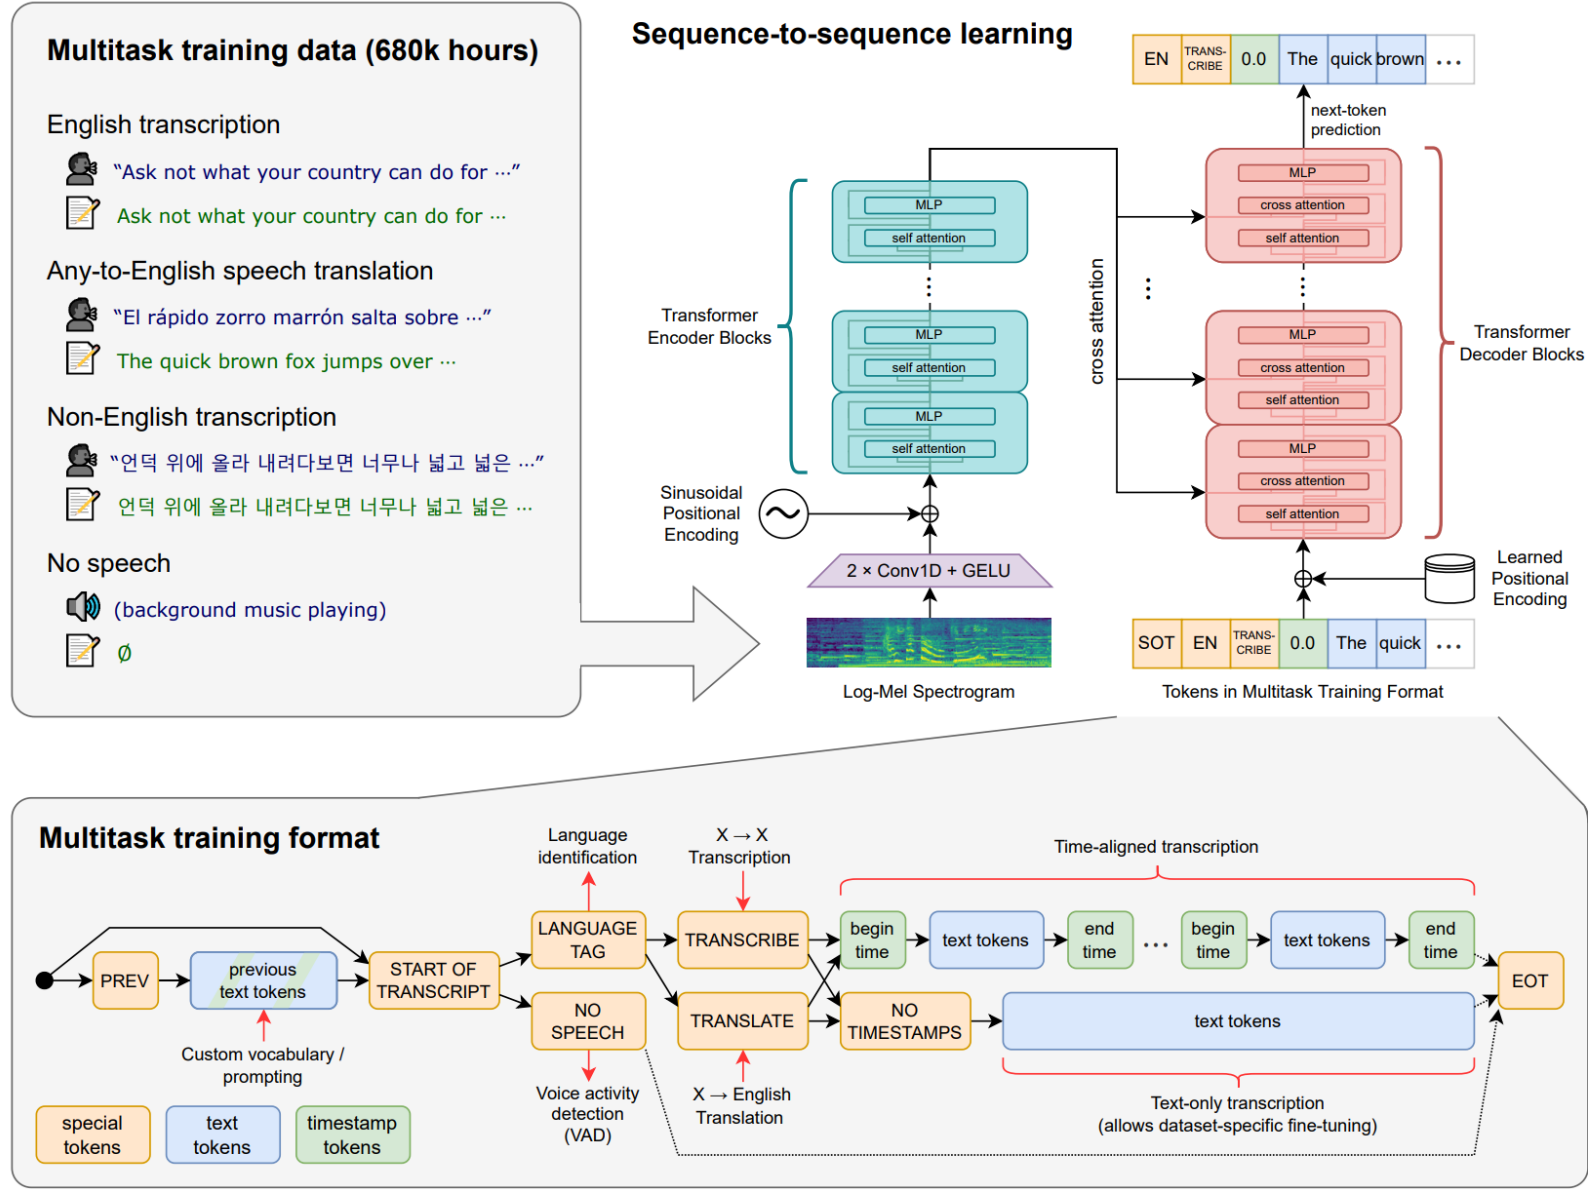 Multitask training data (680k hours)
English transcription
“Ask not what your country can do for ⋯”
Ask not what your country can do for ⋯
Any-to-English speech translation
“El rápido zorro marrón salta sobre ⋯”
The quick brown fox jumps over ⋯
Non-English transcription
“언덕 위에 올라 내려다보면 너무나 넓고 넓은 ⋯”
언덕 위에 올라 내려다보면 너무나 넓고 넓은 ⋯
No speech
(background music playing)
∅
Sequence-to-sequence learning
EN
TRANS-
CRIBE
0.0
The
quick
brown
⋯
next-token
prediction
MLP
self attention
⋮
MLP
self attention
MLP
self attention
Transformer
Encoder Blocks
Sinusoidal
Positional
Encoding
2 × Conv1D + GELU
Log-Mel Spectrogram
cross attention
⋮
MLP
cross attention
self attention
⋮
MLP
cross attention
self attention
MLP
cross attention
self attention
Transformer
Decoder Blocks
Learned
Positional
Encoding
SOT
EN
TRANS-
CRIBE
0.0
The
quick
⋯
Tokens in Multitask Training Format
Multitask training format
PREV
previous
text tokens
Custom vocabulary /
prompting
START OF
TRANSCRIPT
Language
identification
LANGUAGE
TAG
NO
SPEECH
Voice activity
detection
(VAD)
X → X
Transcription
TRANSCRIBE
TRANSLATE
X → English
Translation
Time-aligned transcription
begin
time
text tokens
end
time
⋯
begin
time
text tokens
end
time
NO
TIMESTAMPS
text tokens
EOT
Text-only transcription
(allows dataset-specific fine-tuning)
special
tokens
text
tokens
timestamp
tokens